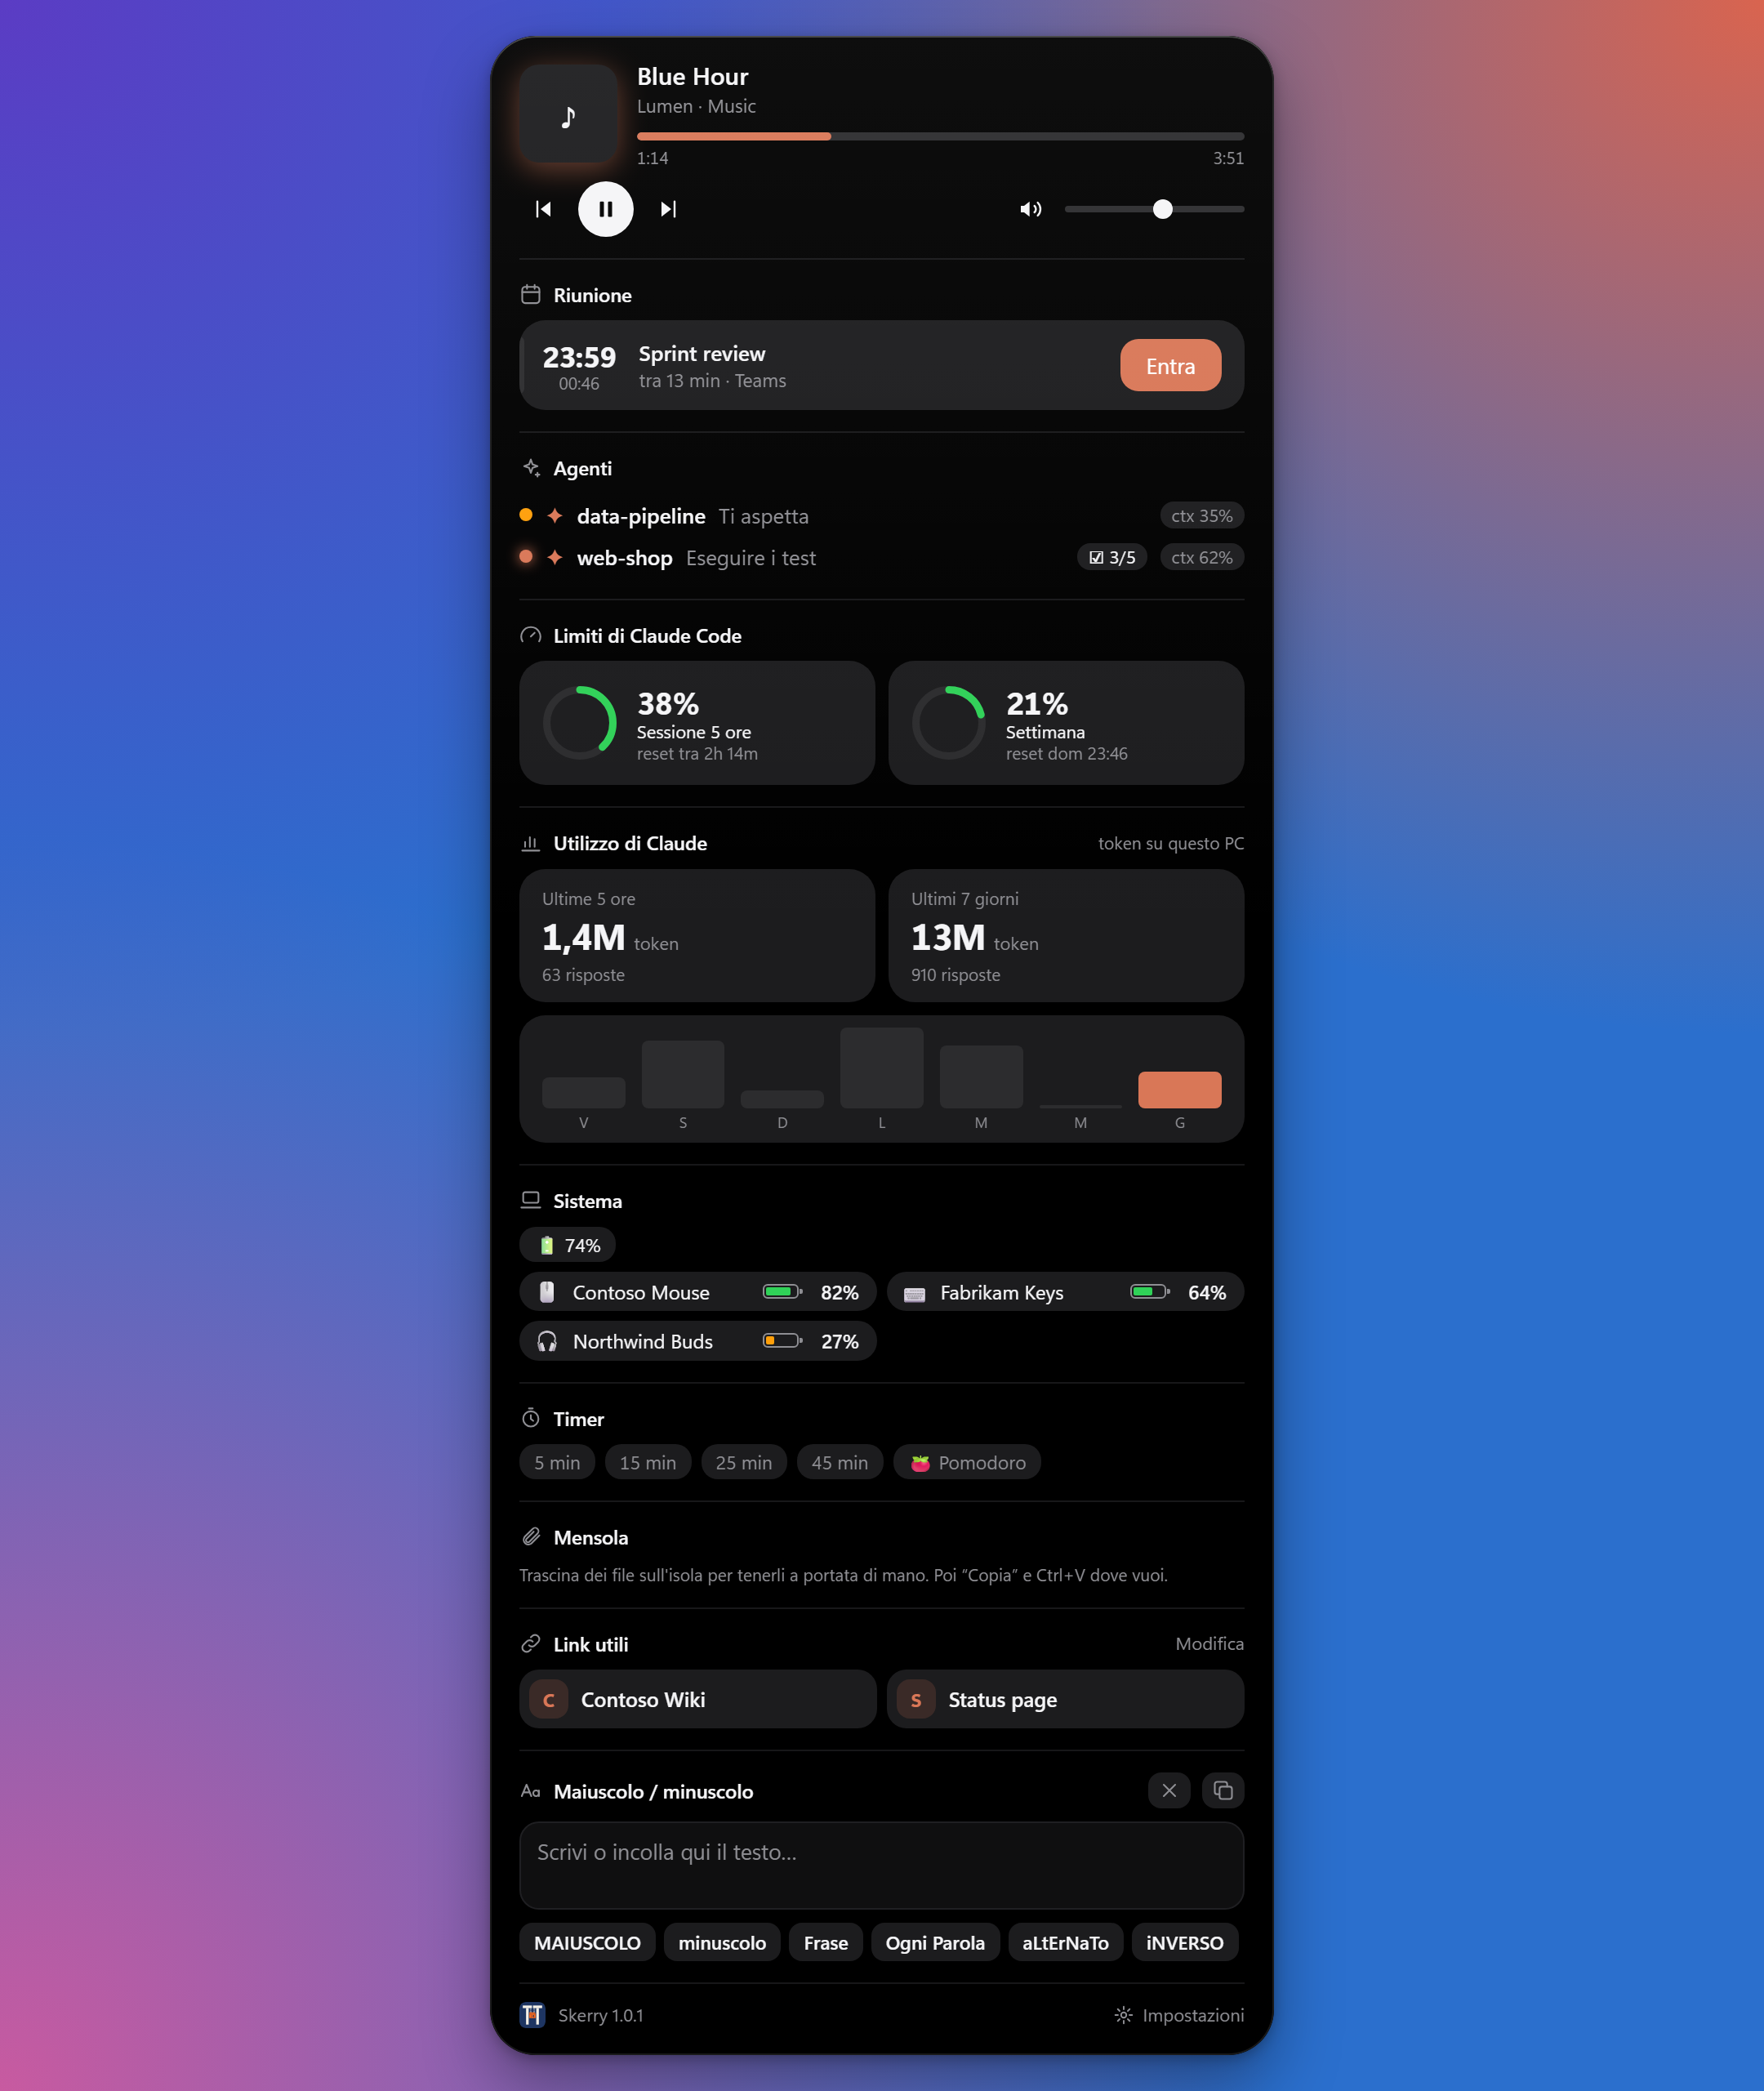 Blue Hour
Lumen · Music
1:14 3:51
Riunione
23:59 Sprint review
00:46 tra 13 min · Teams
Entra
Agenti
data-pipeline Ti aspetta ctx 35%
web-shop Eseguire i test ☑ 3/5 ctx 62%
Limiti di Claude Code
38%
Sessione 5 ore
reset tra 2h 14m
21%
Settimana
reset dom 23:46
Utilizzo di Claude token su questo PC
Ultime 5 ore
1,4M token
63 risposte
Ultimi 7 giorni
13M token
910 risposte
V S D L M M G
Sistema
74%
Contoso Mouse 82% Fabrikam Keys 64%
Northwind Buds 27%
Timer
5 min 15 min 25 min 45 min Pomodoro
Mensola
Trascina dei file sull'isola per tenerli a portata di mano. Poi “Copia” e Ctrl+V dove vuoi.
Link utili Modifica
C Contoso Wiki S Status page
Aa Maiuscolo / minuscolo
Scrivi o incolla qui il testo...
MAIUSCOLO minuscolo Frase Ogni Parola aLtErNaTo iNVERSO
Skerry 1.0.1 Impostazioni